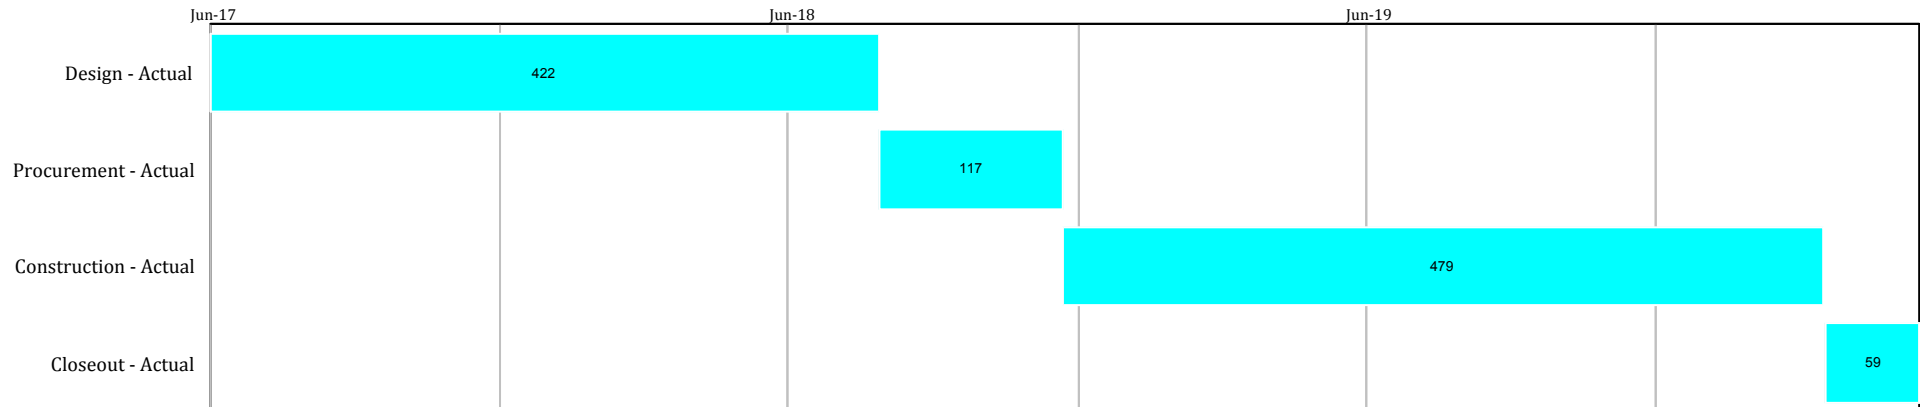 Jun-17 Jun-18 Jun-19
Design - Actual 422
Procurement - Actual 117
Construction - Actual 479
Closeout - Actual 59